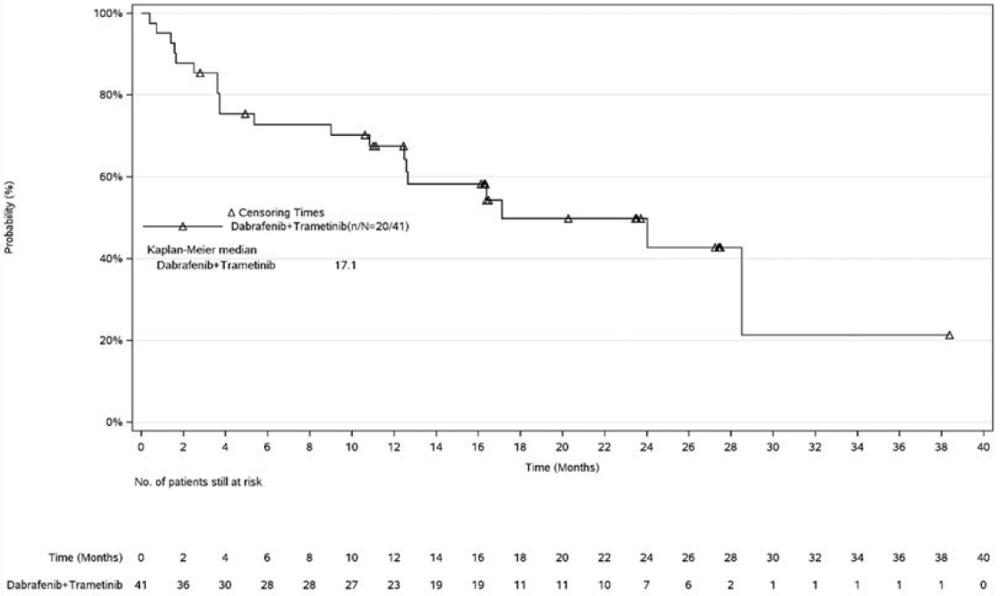 100%
80%
60%
40%
20%
0%
Probability (%)
Δ Censoring Times
Dabrafenib+Trametinib(n/N=20/41)
Kaplan-Meier median
Dabrafenib+Trametinib 17.1
0 2 4 6 8 10 12 14 16 18 20 22 24 26 28 30 32 34 36 38 40
Time (Months)
No. of patients still at risk
Time (Months) 0 2 4 6 8 10 12 14 16 18 20 22 24 26 28 30 32 34 36 38 40
Dabrafenib+Trametinib 41 36 30 28 28 27 23 19 19 11 11 10 7 6 2 1 1 1 1 1 0